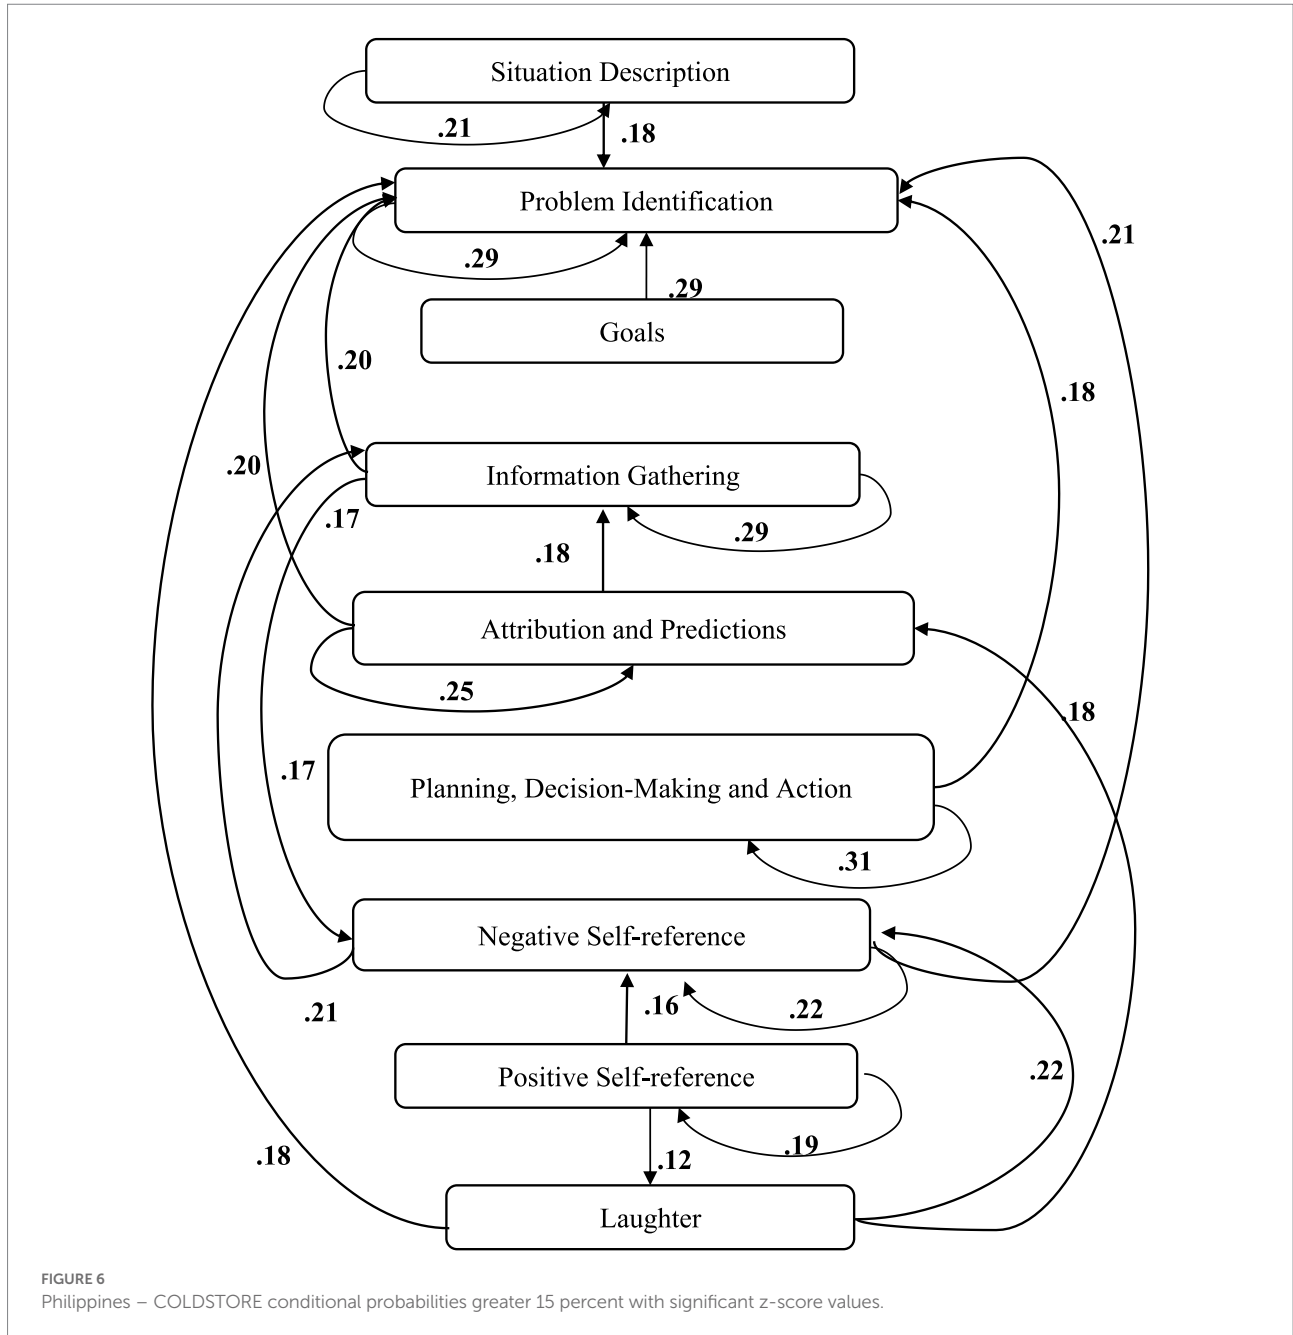 Situation Description
.21
.18
Problem Identification
.21
.29
.29
Goals
.20
.18
.20
Information Gathering
.17
.29
.18
Attribution and Predictions
.25
.18
.17
Planning, Decision-Making and Action
.31
Negative Self-reference
.21
.16
.22
.22
Positive Self-reference
.19
.18
.12
Laughter
FIGURE 6
Philippines – COLDSTORE conditional probabilities greater 15 percent with significant z-score values.